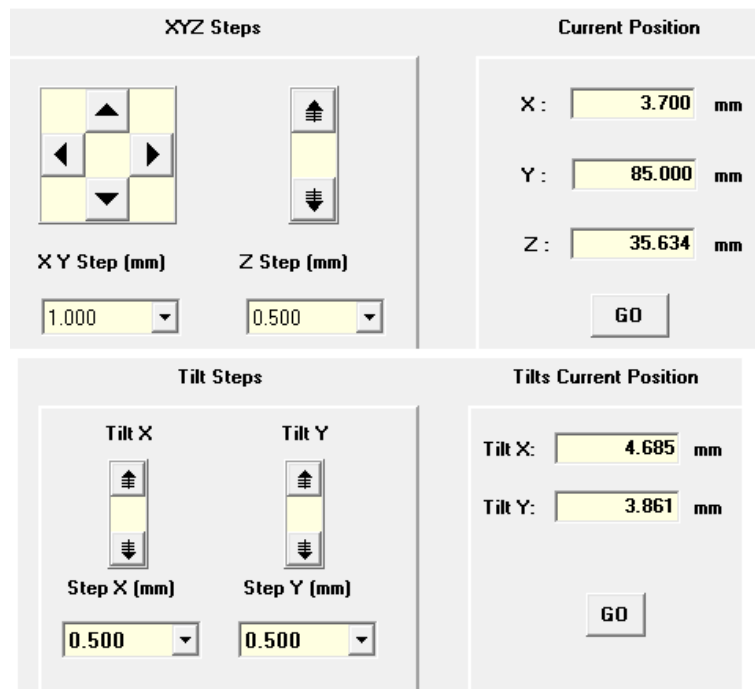 XYZ Steps
Current Position
X : 3.700 mm
Y : 85.000 mm
X Y Step (mm)
Z Step (mm)
Z : 35.634 mm
1.000
0.500
GO
Tilt Steps
Tilts Current Position
Tilt X
Tilt Y
Tilt X: 4.685 mm
Tilt Y: 3.861 mm
Step X (mm)
Step Y (mm)
GO
0.500
0.500